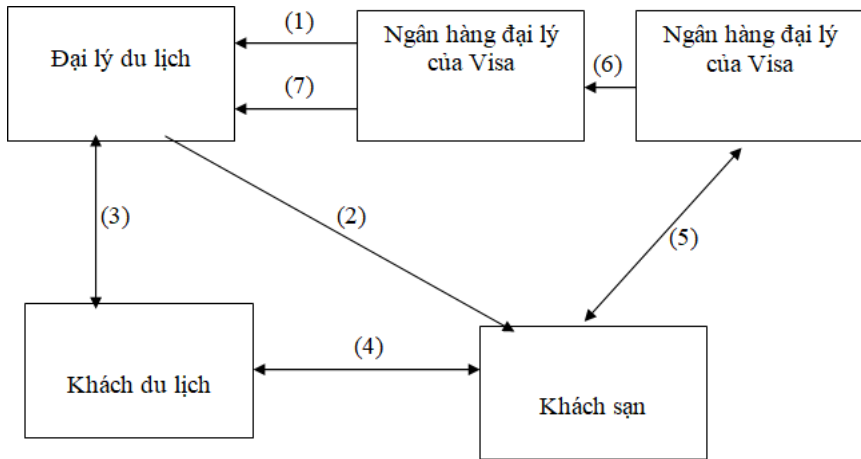 (1)
Đại lý du lịch
Ngân hàng đại lý
của Visa
Ngân hàng đại lý
của Visa
(6)
(7)
(3)
(2)
(5)
(4)
Khách du lịch
Khách sạn